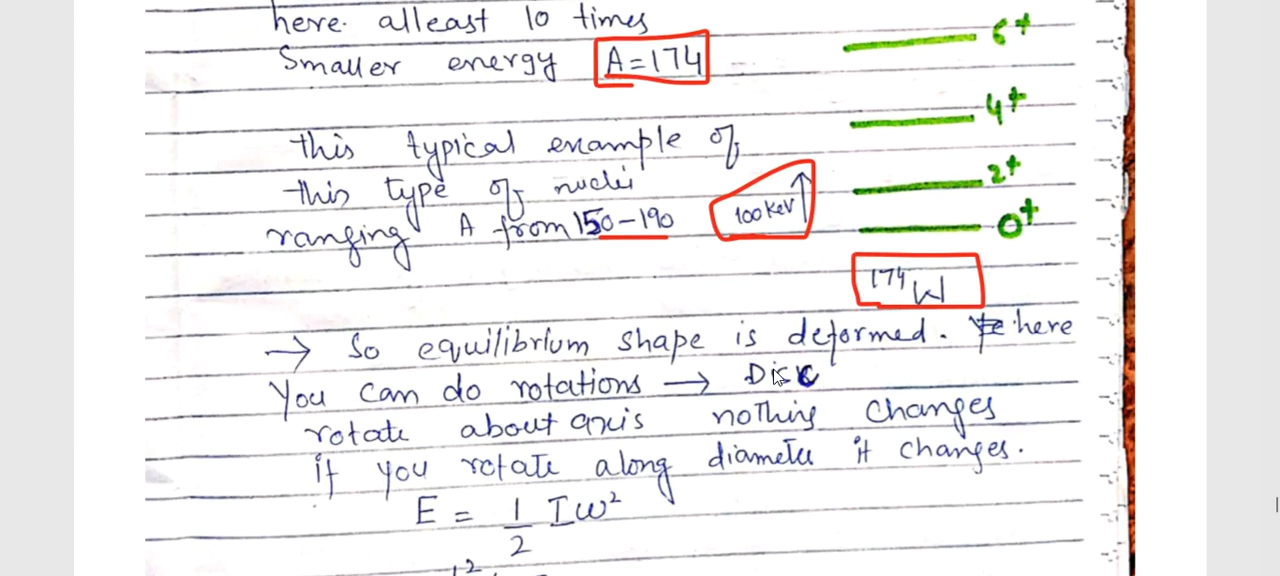 here. alleast 10 times
Smaller energy A=174
6+
4+
this typical example of
this type of nuclei
2+
ranging A from 150-190
100 KeV
0+
174W
→ So equilibrium shape is deformed. here
You can do rotations → Disc
rotate about axis nothing changes
if you rotate along diameter it changes.
E = 1/2 Iω²